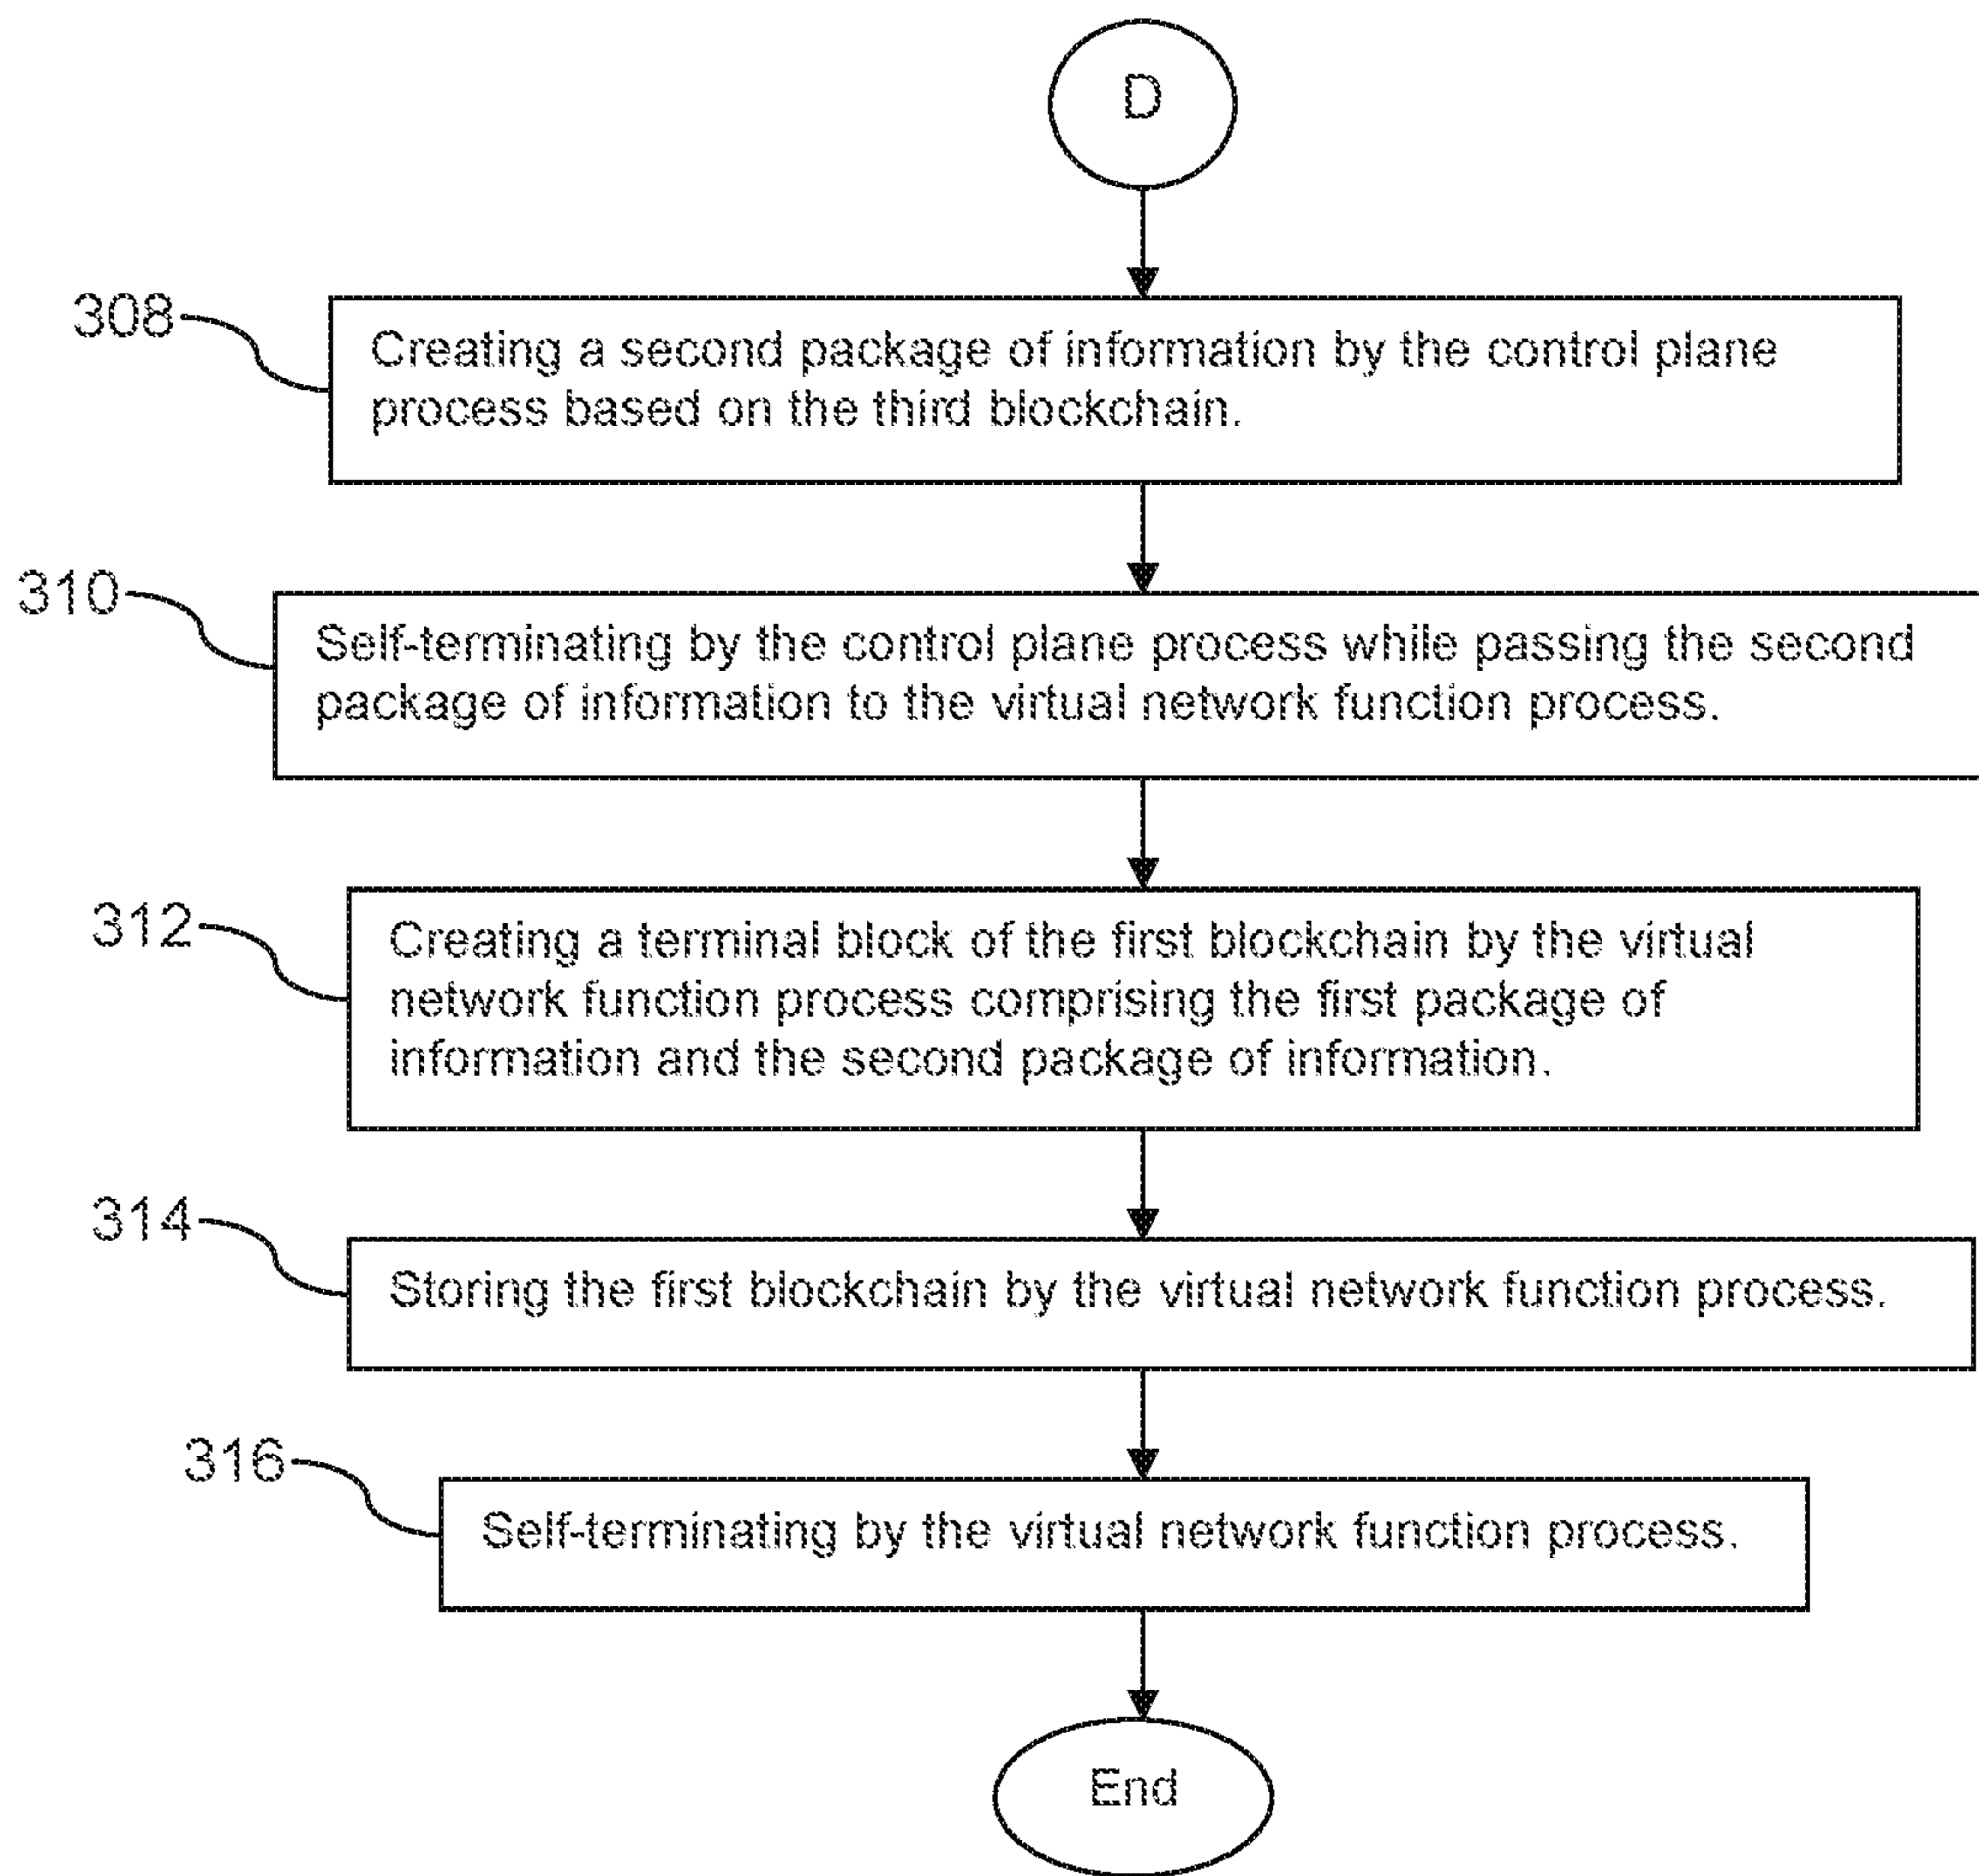 D
308
Creating a second package of information by the control plane
process based on the third blockchain.
310
Self-terminating by the control plane process while passing the second
package of information to the virtual network function process.
312
Creating a terminal block of the first blockchain by the virtual
network function process comprising the first package of
information and the second package of information.
314
Storing the first blockchain by the virtual network function process.
316
Self-terminating by the virtual network function process.
End